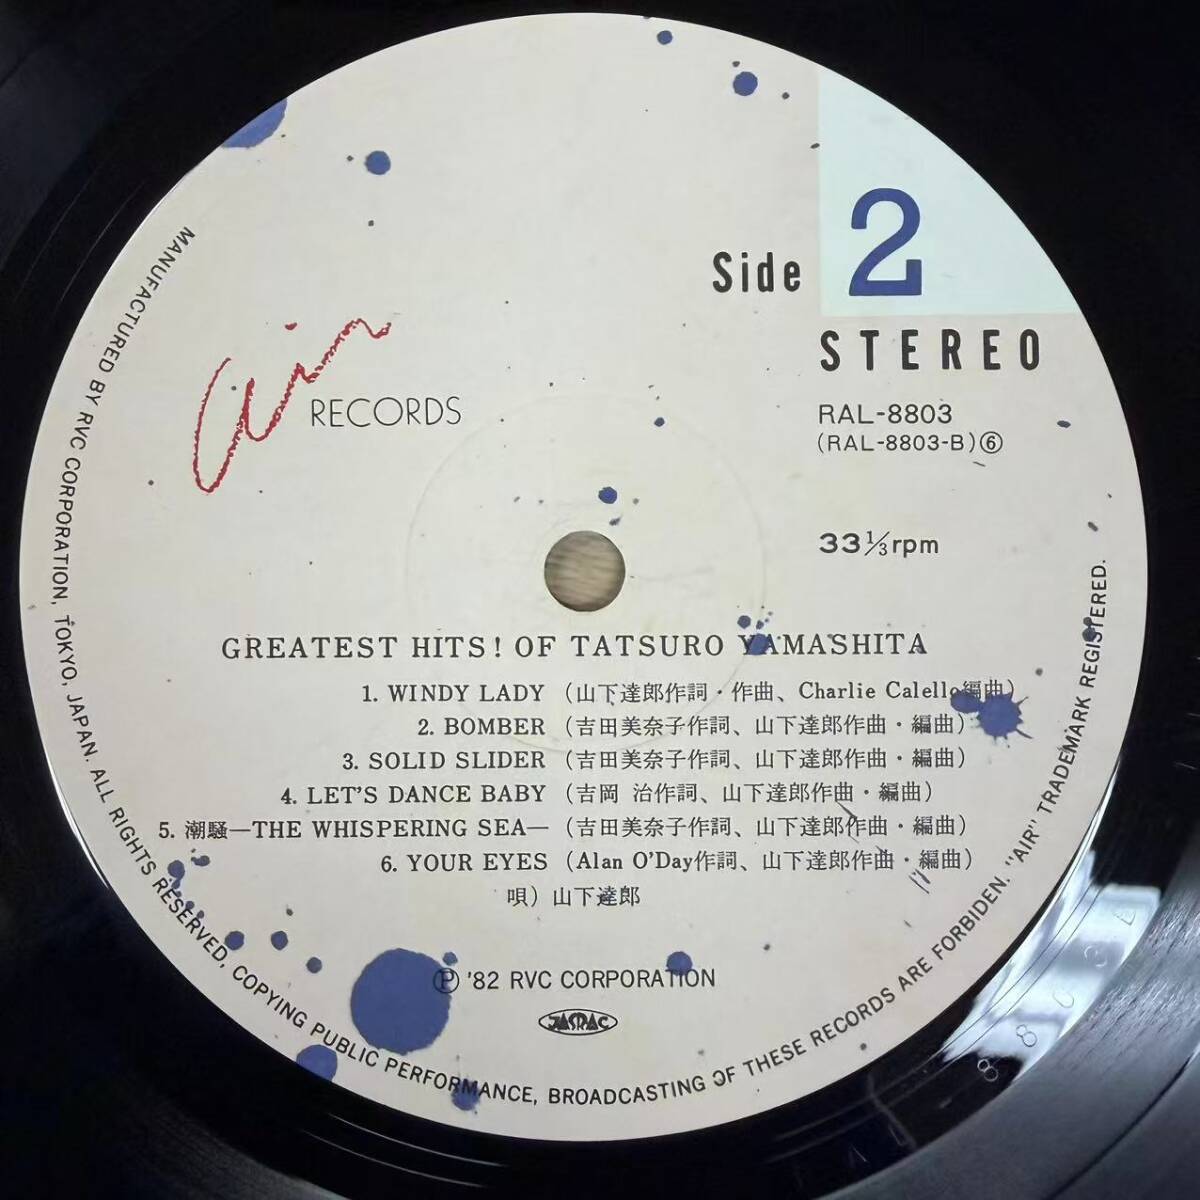 Side 2
STEREO
Air RECORDS
RAL-8803
(RAL-8803-B)⑥
33 1/3 rpm
GREATEST HITS! OF TATSURO YAMASHITA
1. WINDY LADY (山下達郎作詞・作曲、Charlie Calello編曲)
2. BOMBER (吉田美奈子作詞、山下達郎作曲・編曲)
3. SOLID SLIDER (吉田美奈子作詞、山下達郎作曲・編曲)
4. LET'S DANCE BABY (吉岡 治作詞、山下達郎作曲・編曲)
5. 潮騒—THE WHISPERING SEA— (吉田美奈子作詞、山下達郎作曲・編曲)
6. YOUR EYES (Alan O'Day作詞、山下達郎作曲・編曲)
唄) 山下達郎
Ⓟ '82 RVC CORPORATION
JASRAC
MANUFACTURED BY RVC CORPORATION, TOKYO, JAPAN. ALL RIGHTS RESERVED, COPYING PUBLIC PERFORMANCE, BROADCASTING OF THESE RECORDS ARE FORBIDEN. "AIR" TRADEMARK REGISTERED.